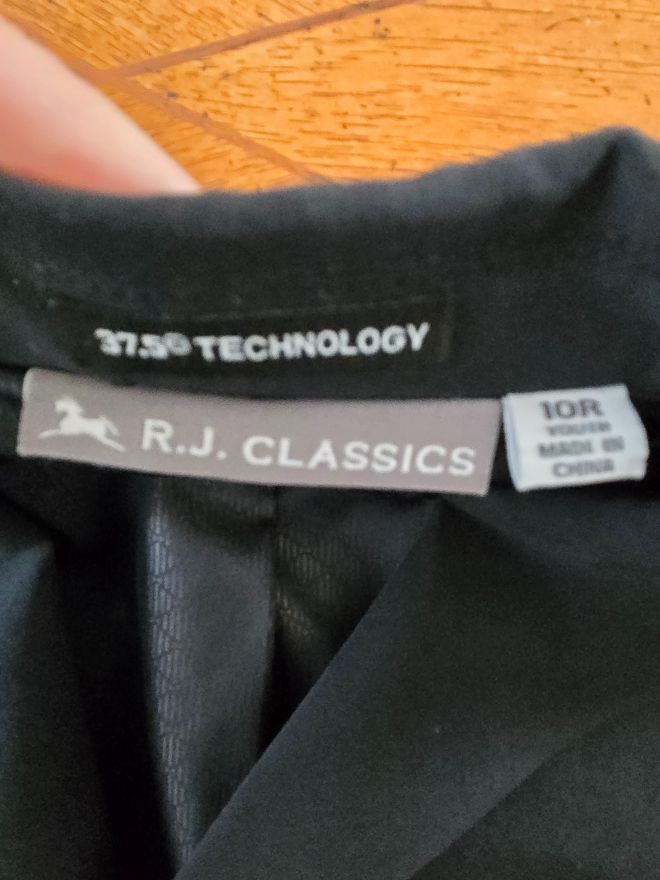 37.5® TECHNOLOGY
R.J. CLASSICS
10R
YOUTH
MADE IN
CHINA